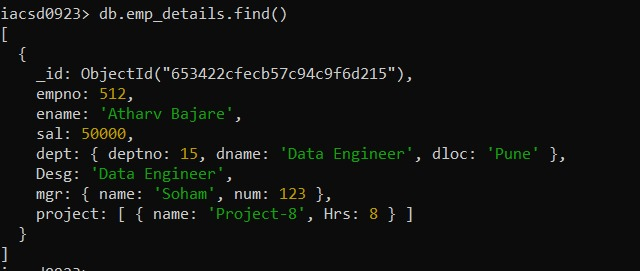 iacsd0923> db.emp_details.find()
[
  {
    _id: ObjectId("653422cfecb57c94c9f6d215"),
    empno: 512,
    ename: 'Atharv Bajare',
    sal: 50000,
    dept: { deptno: 15, dname: 'Data Engineer', dloc: 'Pune' },
    Desg: 'Data Engineer',
    mgr: { name: 'Soham', num: 123 },
    project: [ { name: 'Project-8', Hrs: 8 } ]
  }
]
iacsd0923>